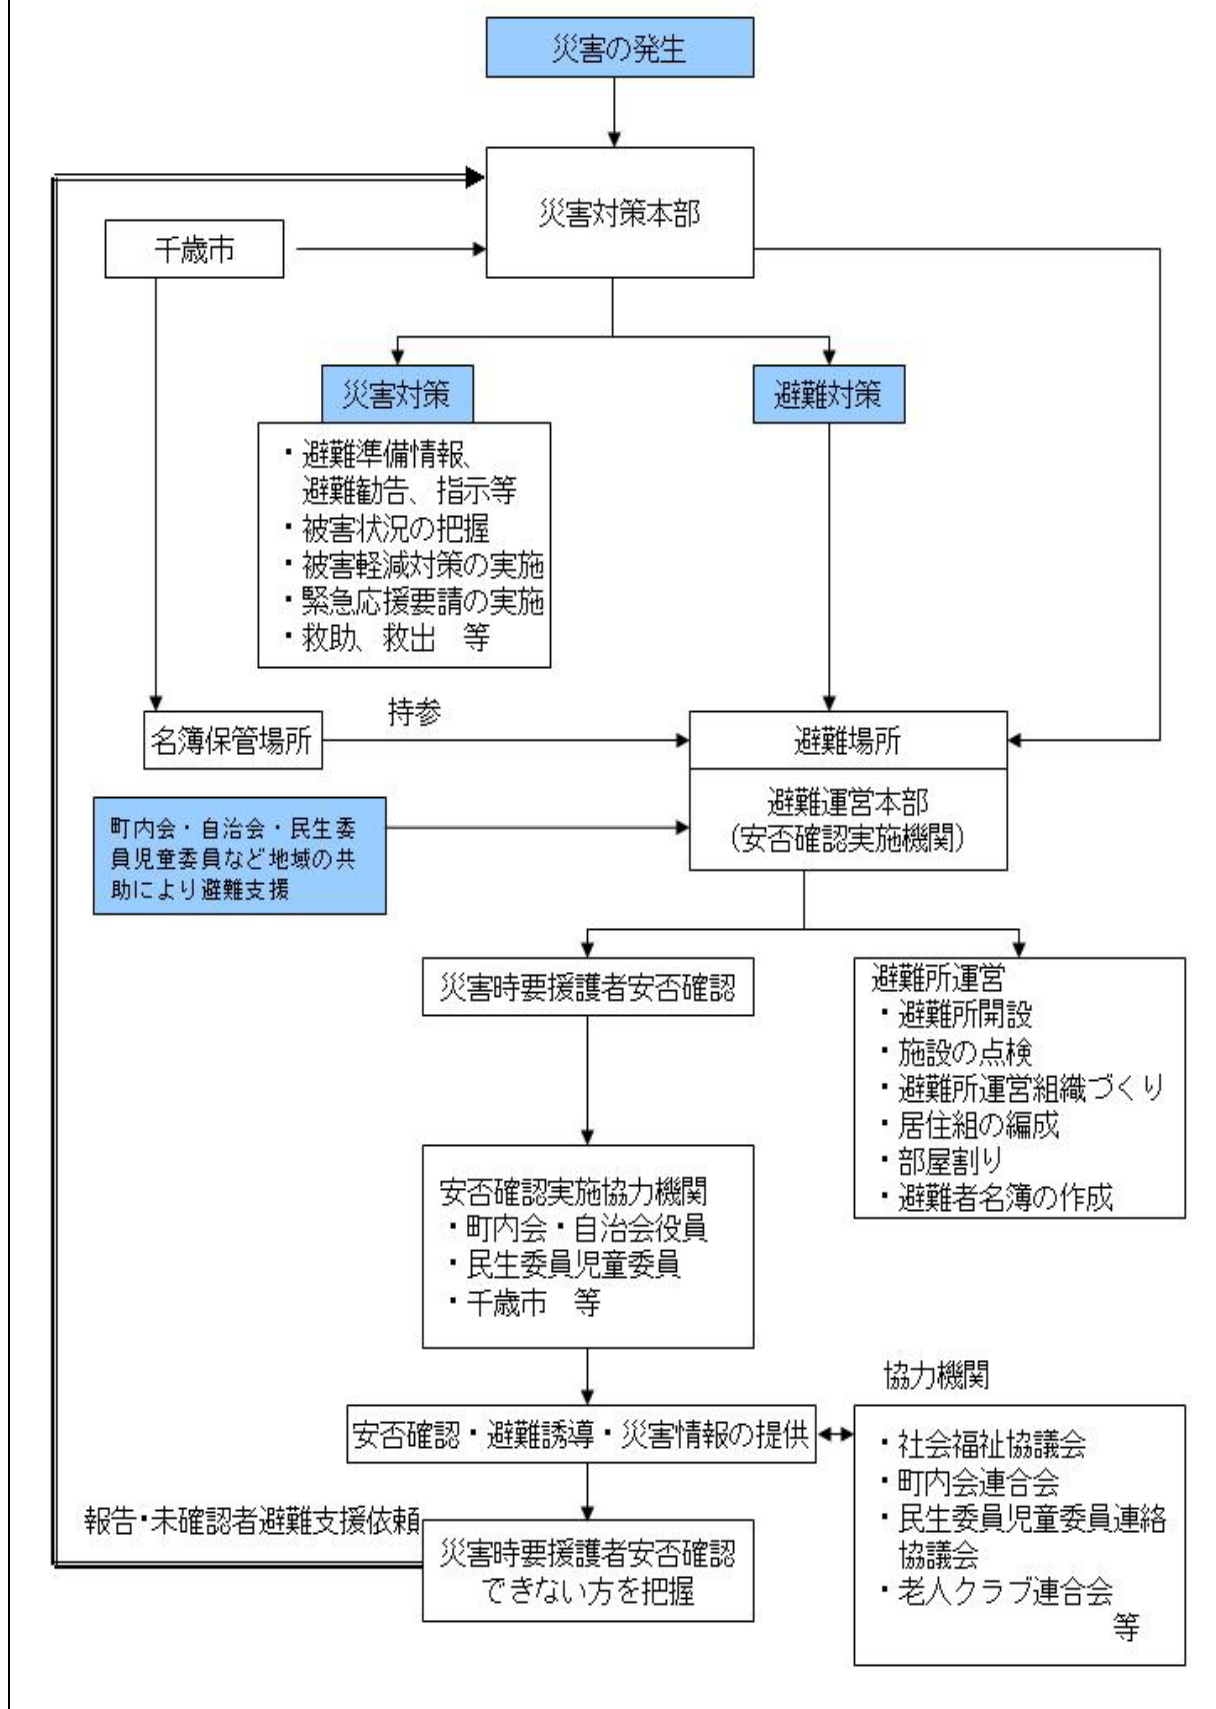 災害の発生
災害対策本部
千歳市
災害対策
避難対策
・避難準備情報、
避難勧告、指示等
・被害状況の把握
・被害軽減対策の実施
・緊急応援要請の実施
・救助、救出　等
名簿保管場所
持参
避難場所
避難運営本部
（安否確認実施機関）
町内会・自治会・民生委
員児童委員など地域の共
助により避難支援
災害時要援護者安否確認
避難所運営
・避難所開設
・施設の点検
・避難所運営組織づくり
・居住組の編成
・部屋割り
・避難者名簿の作成
安否確認実施協力機関
・町内会・自治会役員
・民生委員児童委員
・千歳市　等
安否確認・避難誘導・災害情報の提供
協力機関
・社会福祉協議会
・町内会連合会
・民生委員児童委員連絡
協議会
・老人クラブ連合会
等
報告・未確認者避難支援依頼
災害時要援護者安否確認
できない方を把握